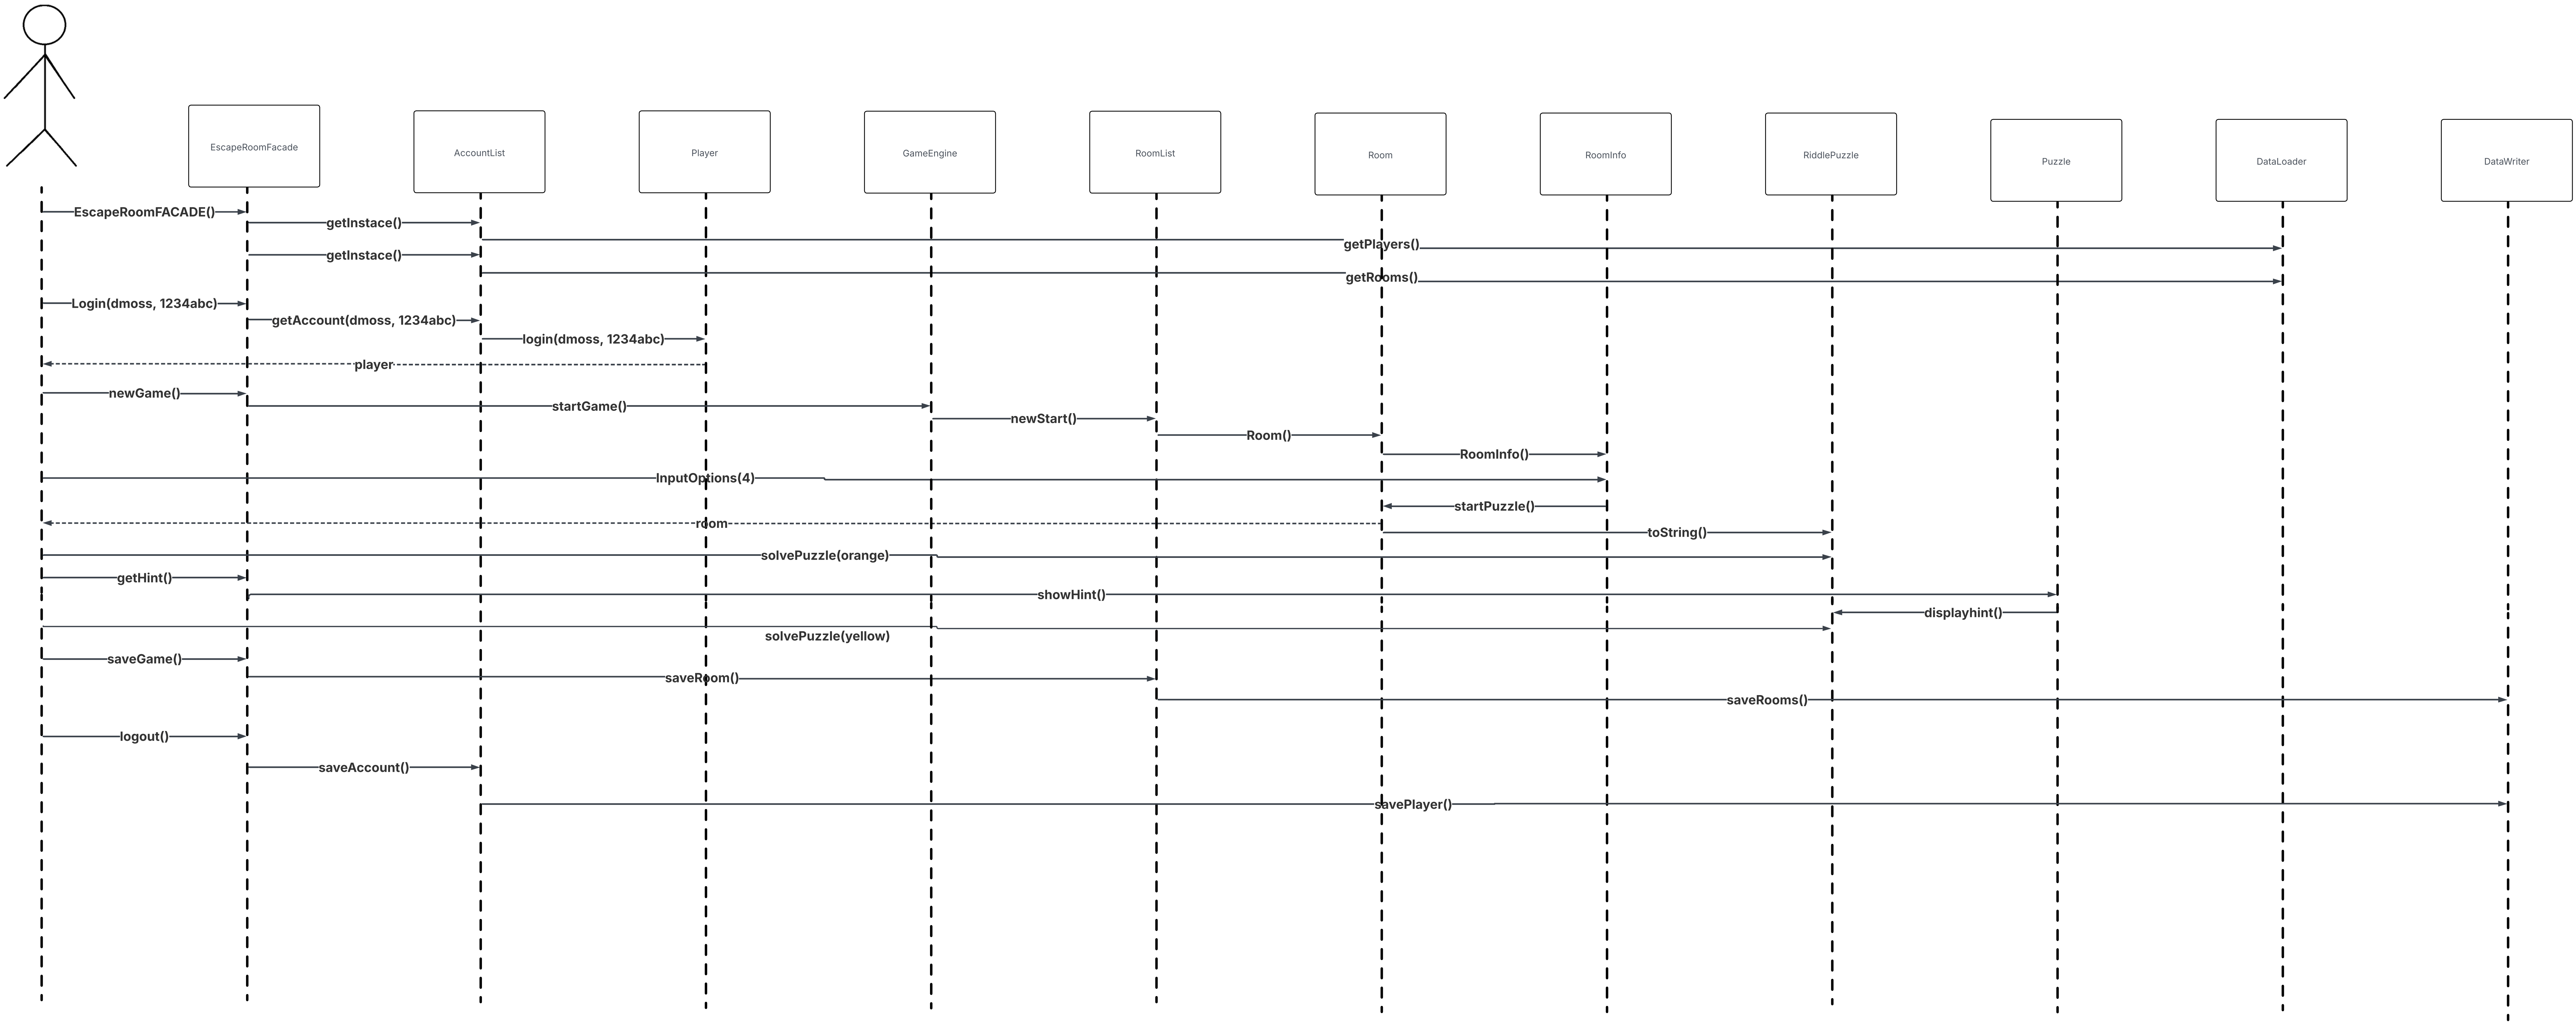 EscapeRoomFacade
AccountList
Player
GameEngine
RoomList
Room
RoomInfo
RiddlePuzzle
Puzzle
DataLoader
DataWriter
EscapeRoomFACADE()
getInstace()
getPlayers()
getInstace()
getRooms()
Login(dmoss, 1234abc)
getAccount(dmoss, 1234abc)
login(dmoss, 1234abc)
player
newGame()
startGame()
newStart()
Room()
RoomInfo()
InputOptions(4)
startPuzzle()
room
toString()
solvePuzzle(orange)
getHint()
showHint()
displayhint()
solvePuzzle(yellow)
saveGame()
saveRoom()
saveRooms()
logout()
saveAccount()
savePlayer()